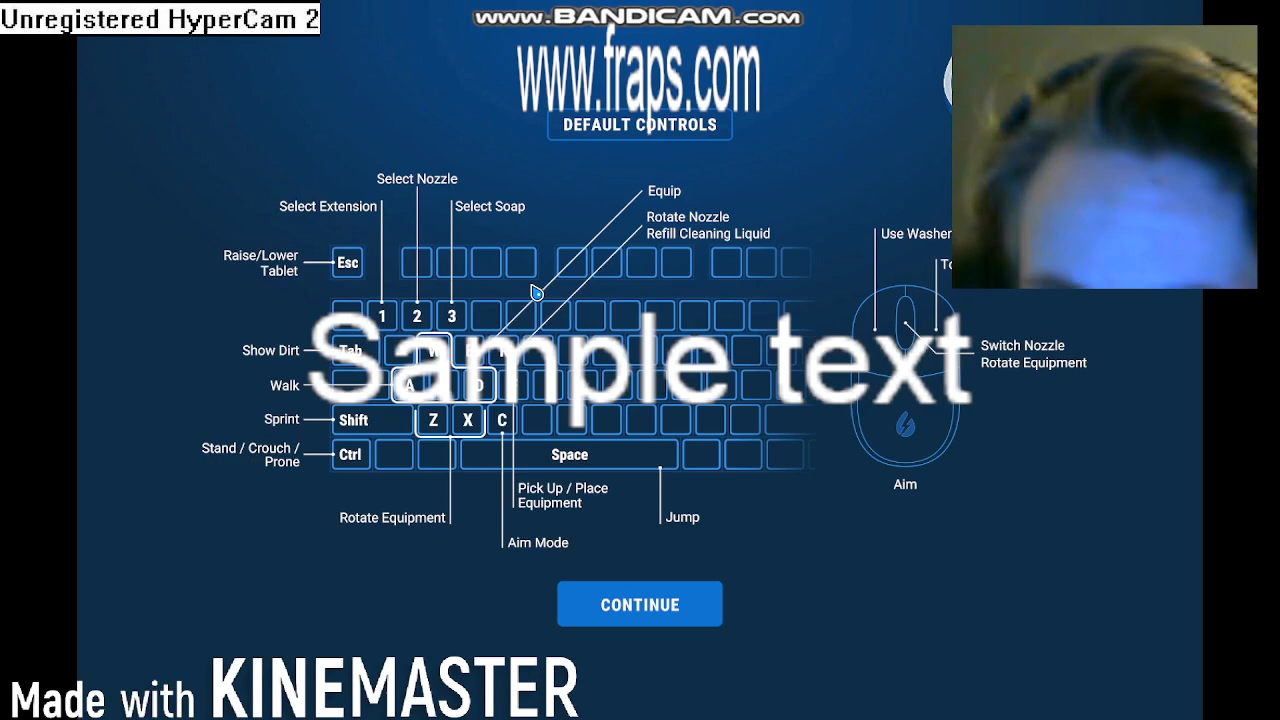 Unregistered HyperCam 2
www.BANDICAM.com
www.fraps.com
DEFAULT CONTROLS
Select Nozzle
Select Extension
Select Soap
Equip
Rotate Nozzle
Refill Cleaning Liquid
Use Washer
Raise/Lower
Tablet
Esc
1
2
3
Sample text
Show Dirt
Tab
W
Switch Nozzle
Rotate Equipment
Walk
A
D
Sprint
Shift
Z
X
C
Stand / Crouch /
Prone
Ctrl
Space
Aim
Pick Up / Place
Equipment
Rotate Equipment
Jump
Aim Mode
CONTINUE
Made with KINEMASTER